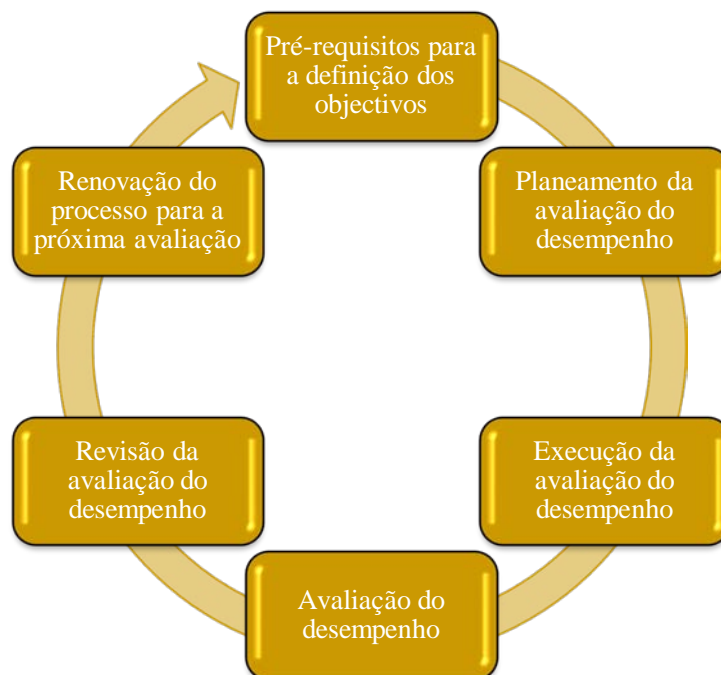 Pré-requisitos para
a definição dos
objectivos
Planeamento da
avaliação do
desempenho
Execução da
avaliação do
desempenho
Avaliação do
desempenho
Revisão da
avaliação do
desempenho
Renovação do
processo para a
próxima avaliação